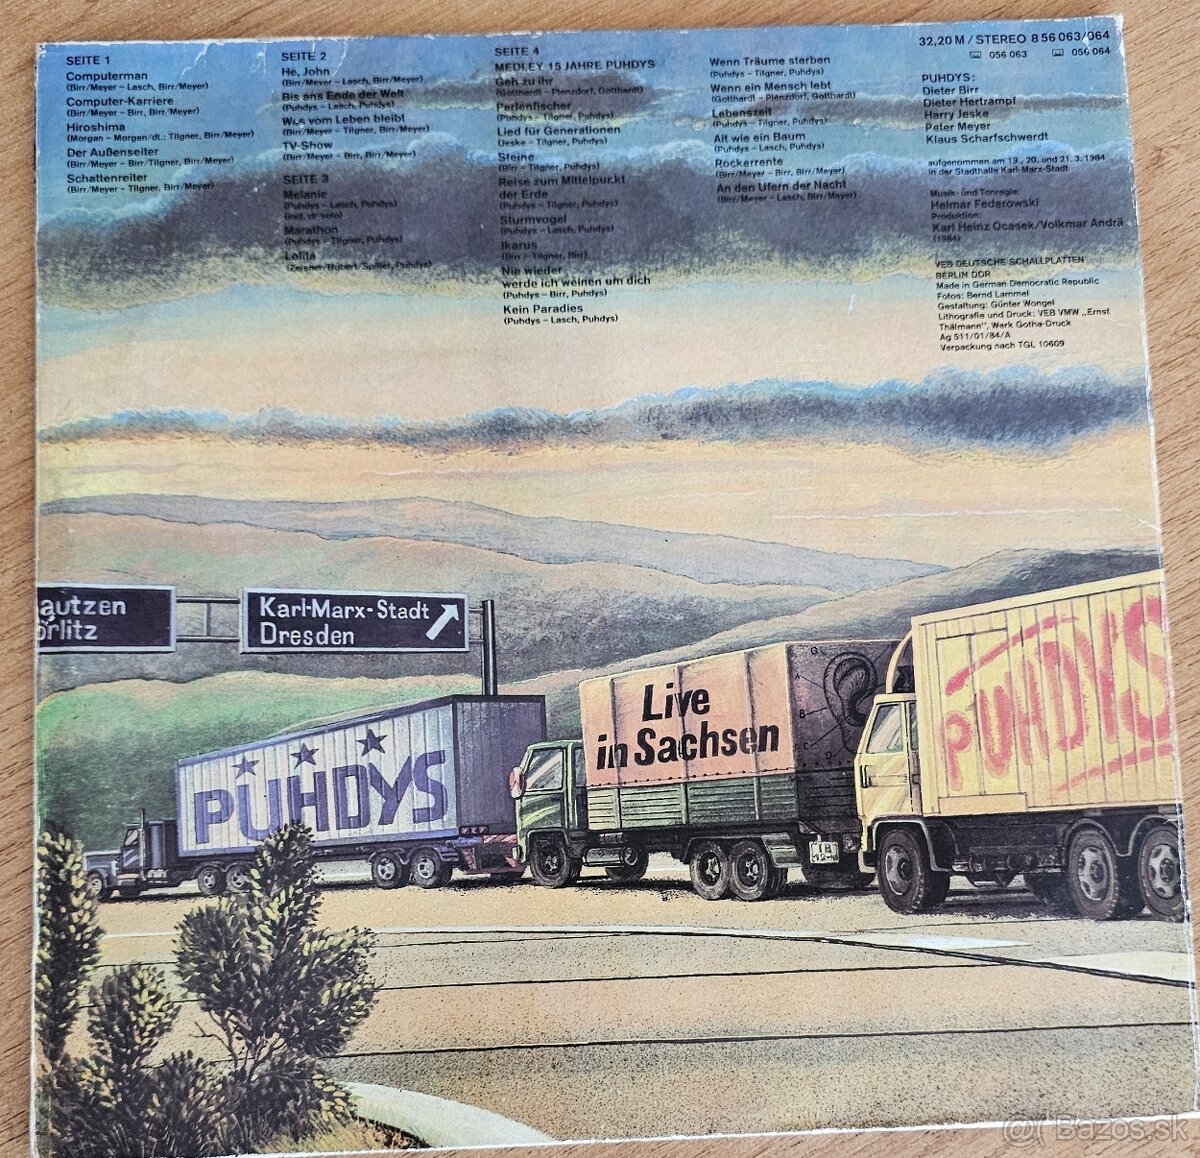 SEITE 1
Computerman
(Birr/Meyer – Lasch, Birr/Meyer)
Computer-Karriere
(Birr/Meyer – Birr, Birr/Meyer)
Hiroshima
(Morgan – Morgan/dt.: Tilgner, Birr/Meyer)
Der Außenseiter
(Birr/Meyer – Birr/Tilgner, Birr/Meyer)
Schattenreiter
(Birr/Meyer – Tilgner, Birr/Meyer)
SEITE 2
He, John
(Birr/Meyer – Lasch, Birr/Meyer)
Bis ans Ende der Welt
(Puhdys – Lasch, Puhdys)
Was vom Leben bleibt
(Birr/Meyer – Tilgner, Birr/Meyer)
TV-Show
(Birr/Meyer – Birr, Birr/Meyer)
SEITE 3
Melanie
(Puhdys – Lasch, Puhdys)
(incl. dr-solo)
Marathon
(Puhdys – Tilgner, Puhdys)
Lolita
(Zeisner/Hubert/Spiller, Puhdys)
SEITE 4
MEDLEY 15 JAHRE PUHDYS
Geh zu ihr
(Gotthardt – Plenzdorf, Gotthardt)
Perlenfischer
(Puhdys – Tilgner, Puhdys)
Lied für Generationen
(Jeske – Tilgner, Puhdys)
Steine
(Birr – Tilgner, Puhdys)
Reise zum Mittelpunkt
der Erde
(Puhdys – Tilgner, Puhdys)
Sturmvogel
(Puhdys – Lasch, Puhdys)
Ikarus
(Birr – Tilgner, Birr)
Nie wieder
werde ich weinen um dich
(Puhdys – Birr, Puhdys)
Kein Paradies
(Puhdys – Lasch, Puhdys)
Wenn Träume sterben
(Puhdys – Tilgner, Puhdys)
Wenn ein Mensch lebt
(Gotthardt – Plenzdorf, Gotthardt)
Lebenszeit
(Puhdys – Tilgner, Puhdys)
Alt wie ein Baum
(Puhdys – Lasch, Puhdys)
Rockerrente
(Birr/Meyer – Birr, Birr/Meyer)
An den Ufern der Nacht
(Birr/Meyer – Lasch, Birr/Meyer)
32,20 M / STEREO 8 56 063/064
056 063 056 064
PUHDYS:
Dieter Birr
Dieter Hertrampf
Harry Jeske
Peter Meyer
Klaus Scharfschwerdt
aufgenommen am 19., 20. und 21. 3. 1984
in der Stadthalle Karl-Marx-Stadt
Musik- und Tonregie:
Helmar Federowski
Produktion:
Karl Heinz Ocasek/Volkmar Andrä
(1984)
VEB DEUTSCHE SCHALLPLATTEN
BERLIN DDR
Made in German Democratic Republic
Fotos: Bernd Lammel
Gestaltung: Günter Wongel
Lithografie und Druck: VEB VMW „Ernst
Thälmann", Werk Gotha-Druck
Ag 511/01/84/A
Verpackung nach TGL 10609
autzen
örlitz
Karl-Marx-Stadt
Dresden
PUHDYS
Live
in Sachsen
G
A
B
C
D
PUHDYS
Bazos.sk